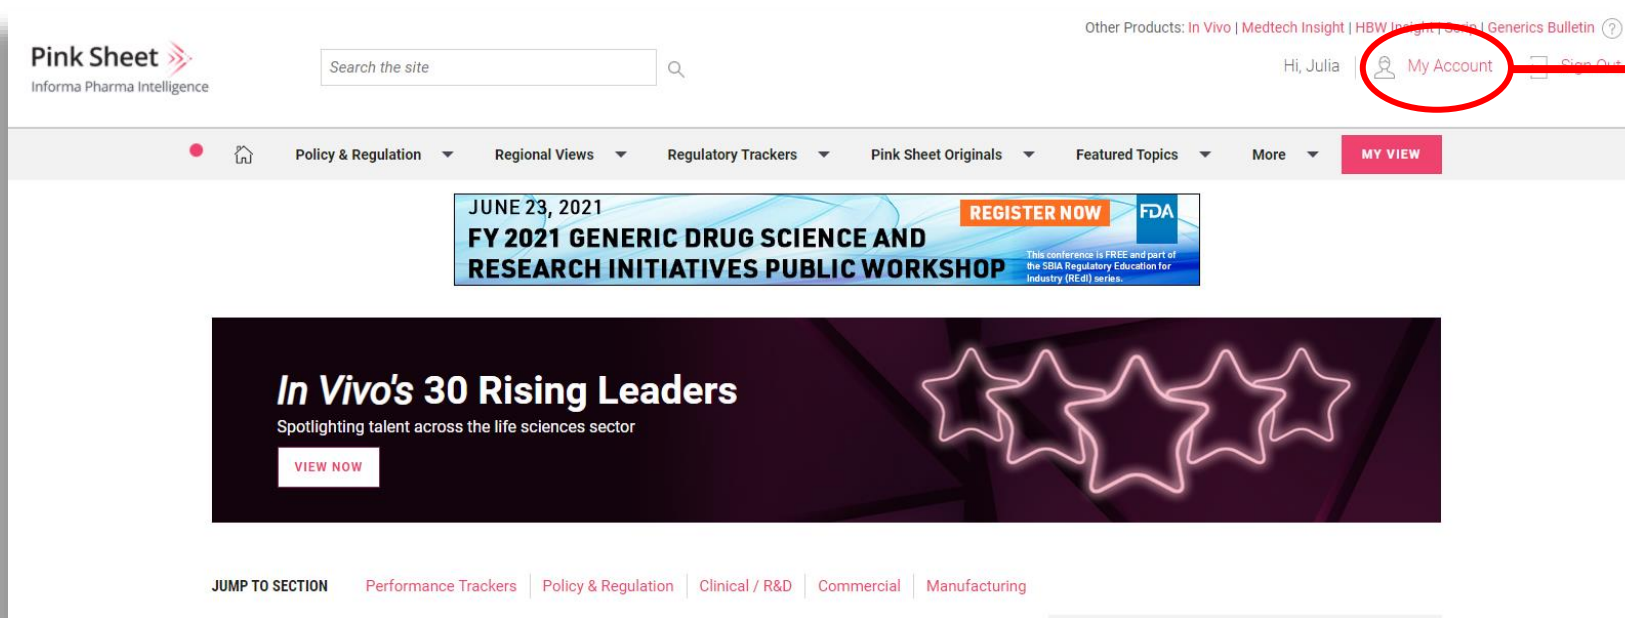 Other Products: In Vivo | Medtech Insight | HBW Insight | Scrip | Generics Bulletin ?
Pink Sheet
Informa Pharma Intelligence
Search the site
Hi, Julia
My Account
Sign Out
Policy & Regulation
Regional Views
Regulatory Trackers
Pink Sheet Originals
Featured Topics
More
MY VIEW
JUNE 23, 2021
FY 2021 GENERIC DRUG SCIENCE AND
RESEARCH INITIATIVES PUBLIC WORKSHOP
REGISTER NOW
FDA
This conference is FREE and part of
the SBIA Regulatory Education for
Industry (REdI) series.
In Vivo's 30 Rising Leaders
Spotlighting talent across the life sciences sector
VIEW NOW
JUMP TO SECTION Performance Trackers | Policy & Regulation | Clinical / R&D | Commercial | Manufacturing